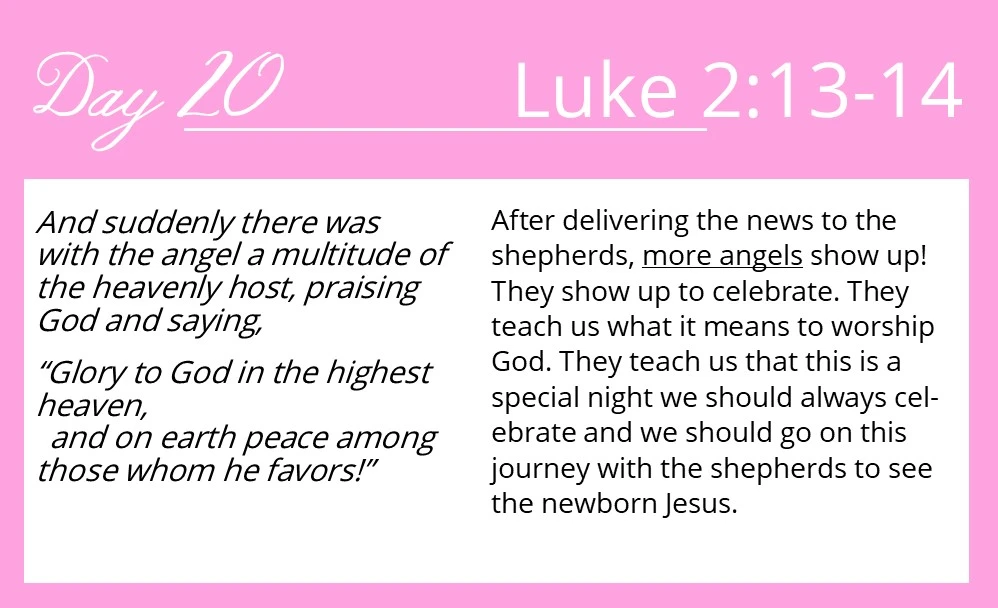 Day 20
Luke 2:13-14
And suddenly there was
with the angel a multitude of
the heavenly host, praising
God and saying,
“Glory to God in the highest
heaven,
and on earth peace among
those whom he favors!”
After delivering the news to the
shepherds, more angels show up!
They show up to celebrate. They
teach us what it means to worship
God. They teach us that this is a
special night we should always cel-
ebrate and we should go on this
journey with the shepherds to see
the newborn Jesus.